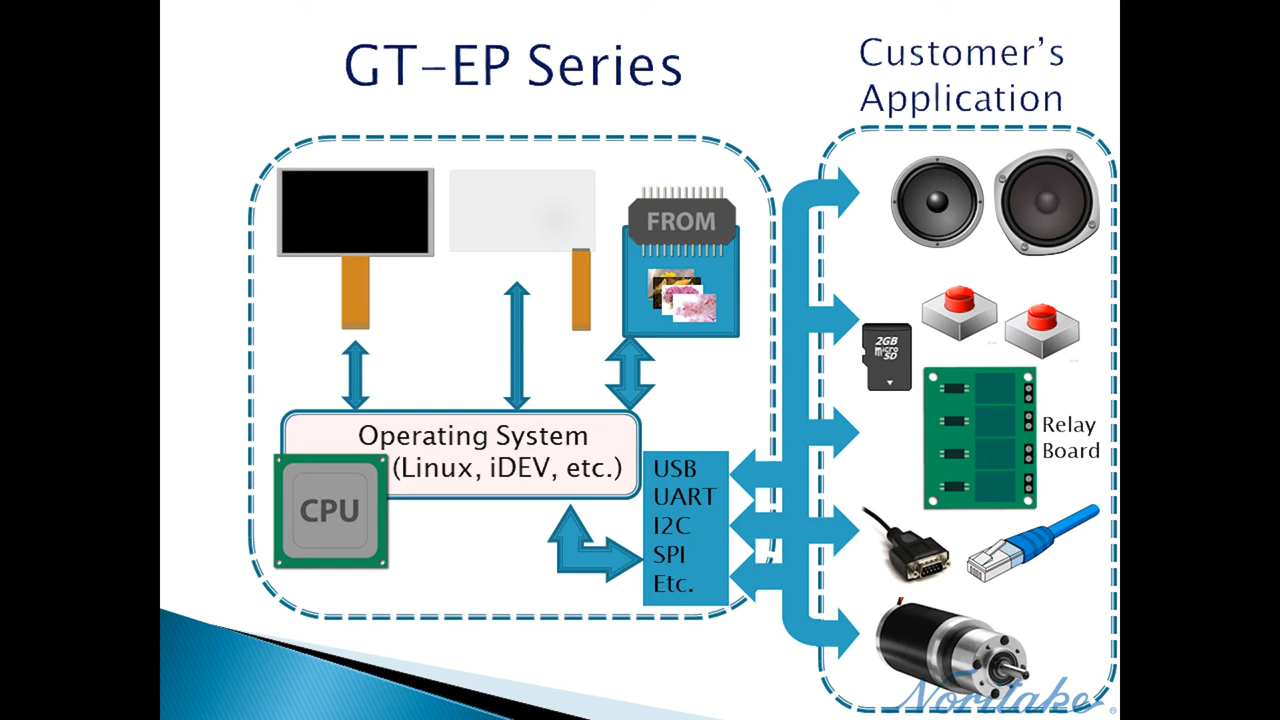 GT-EP Series
Customer's
Application
FROM
2GB
micro
SD
Operating System
(Linux, iDEV, etc.)
CPU
USB
UART
I2C
SPI
Etc.
Relay
Board
Noritake®